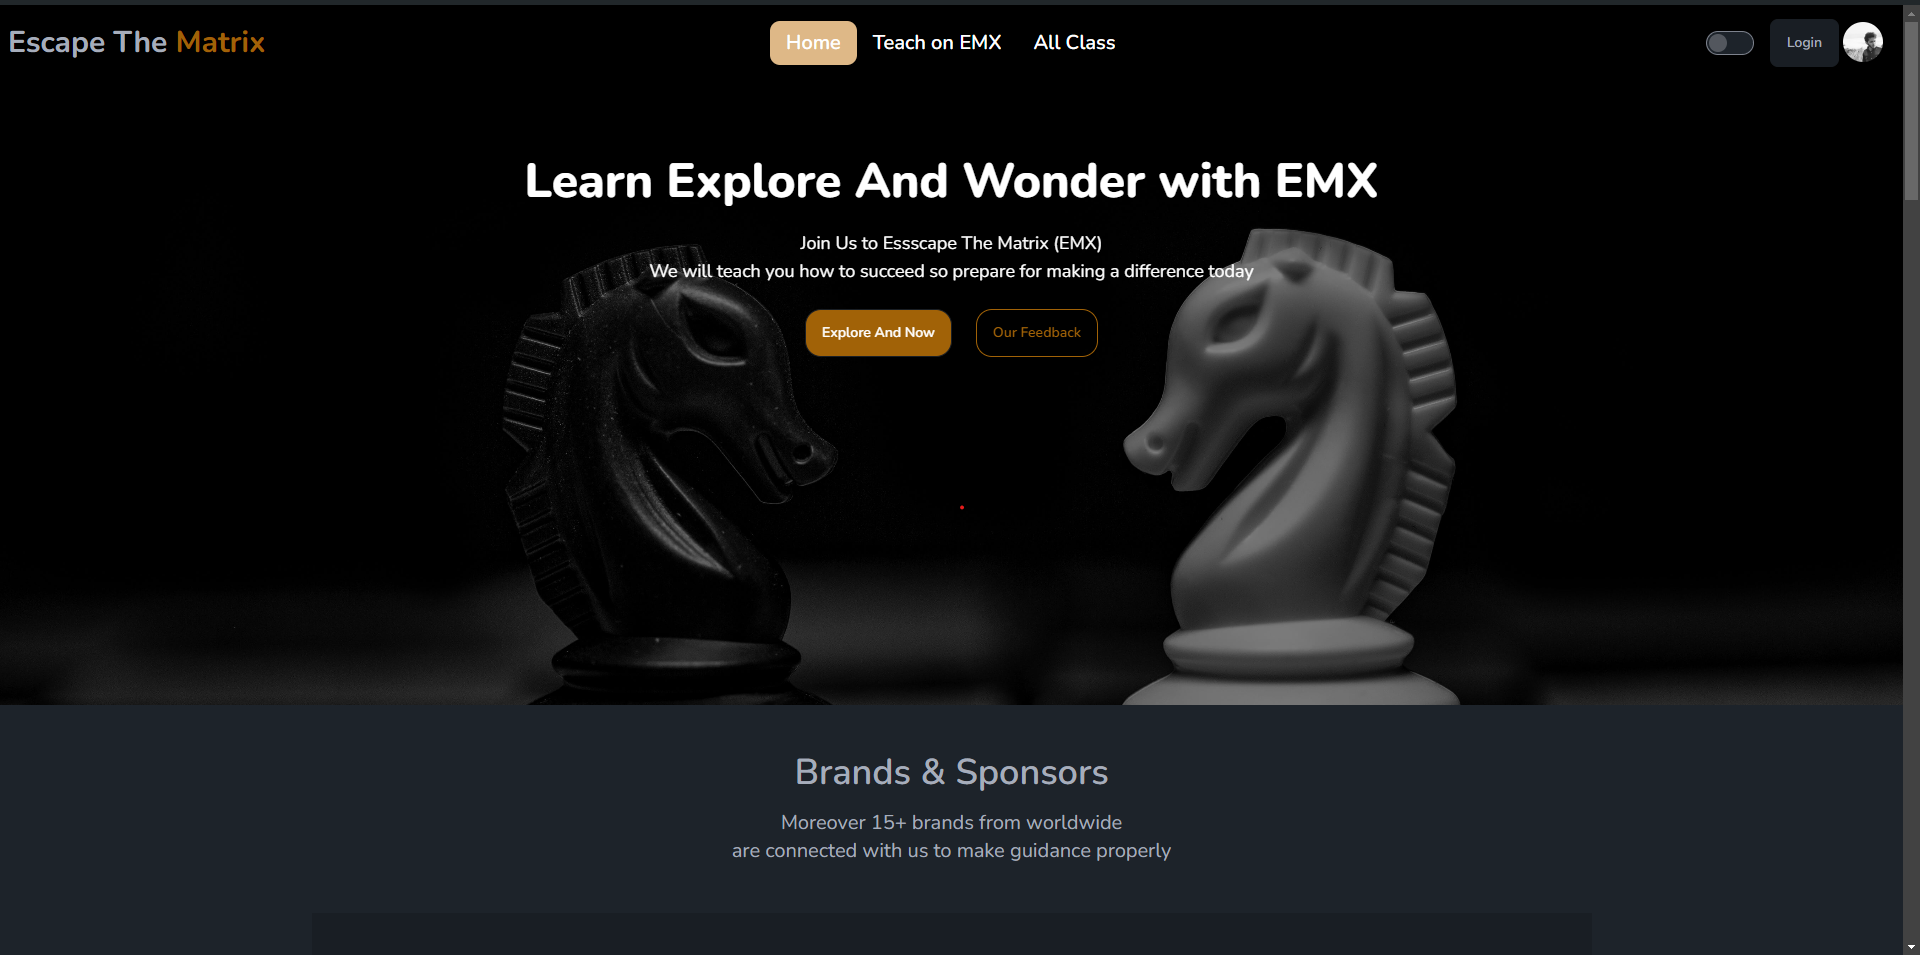 Escape The Matrix
Home
Teach on EMX
All Class
Login
Learn Explore And Wonder with EMX
Join Us to Essscape The Matrix (EMX)
We will teach you how to succeed so prepare for making a difference today
Explore And Now
Our Feedback
Brands & Sponsors
Moreover 15+ brands from worldwide
are connected with us to make guidance properly